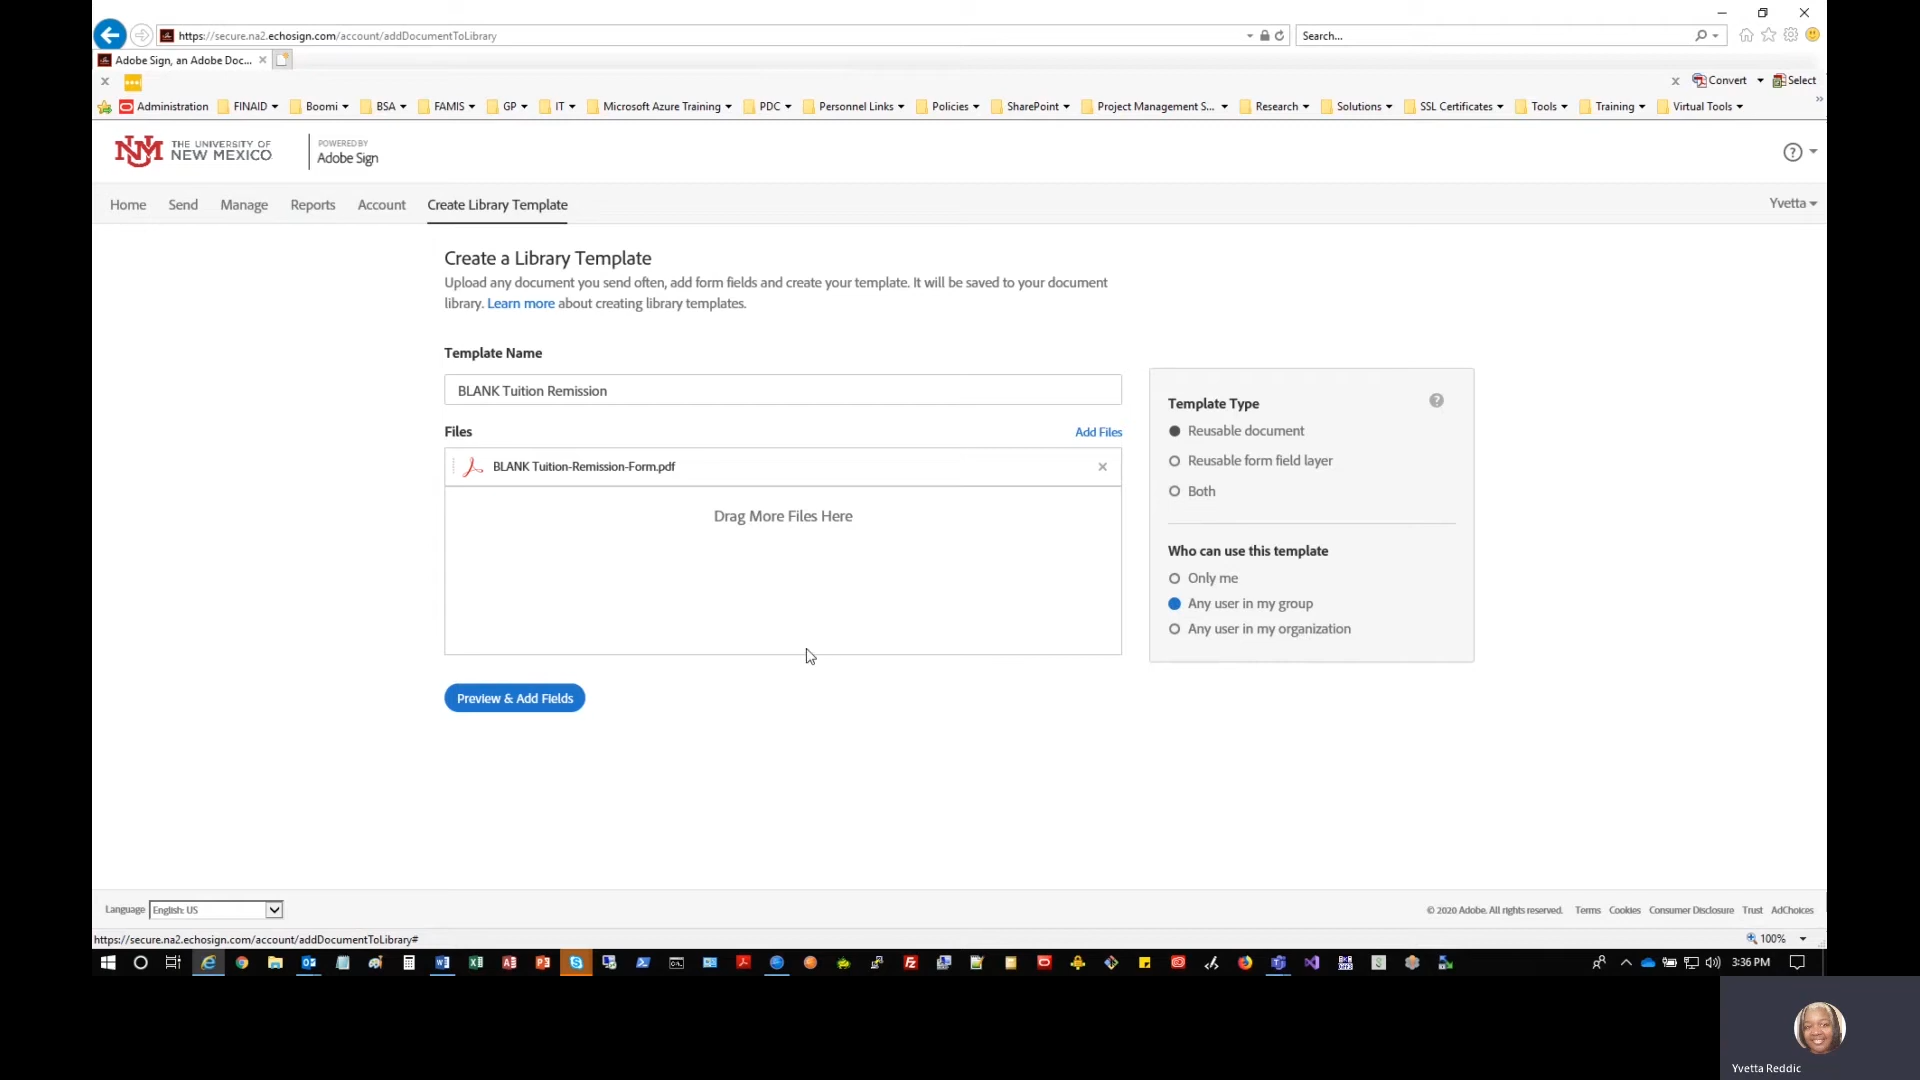 https://secure.na2.echosign.com/account/addDocumentToLibrary
Search...
Adobe Sign, an Adobe Doc...
Convert
Select
Administration
FINAID
Boomi
BSA
FAMIS
GP
IT
Microsoft Azure Training
PDC
Personnel Links
Policies
SharePoint
Project Management S...
Research
Solutions
SSL Certificates
Tools
Training
Virtual Tools
THE UNIVERSITY OF
NEW MEXICO
POWERED BY
Adobe Sign
Home
Send
Manage
Reports
Account
Create Library Template
Yvetta
Create a Library Template
Upload any document you send often, add form fields and create your template. It will be saved to your document
library. Learn more about creating library templates.
Template Name
BLANK Tuition Remission
Files
Add Files
BLANK Tuition-Remission-Form.pdf
Drag More Files Here
Preview & Add Fields
Template Type
Reusable document
Reusable form field layer
Both
Who can use this template
Only me
Any user in my group
Any user in my organization
Language
English: US
© 2020 Adobe. All rights reserved.
Terms
Cookies
Consumer Disclosure
Trust
AdChoices
https://secure.na2.echosign.com/account/addDocumentToLibrary#
100%
3:36 PM
Yvetta Reddic